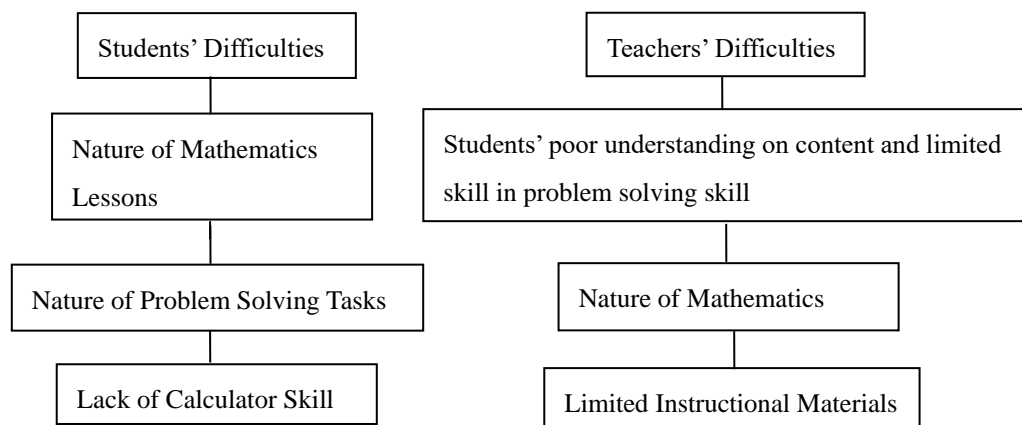 Students’ Difficulties
Nature of Mathematics
Lessons
Nature of Problem Solving Tasks
Lack of Calculator Skill
Teachers’ Difficulties
Students’ poor understanding on content and limited
skill in problem solving skill
Nature of Mathematics
Limited Instructional Materials